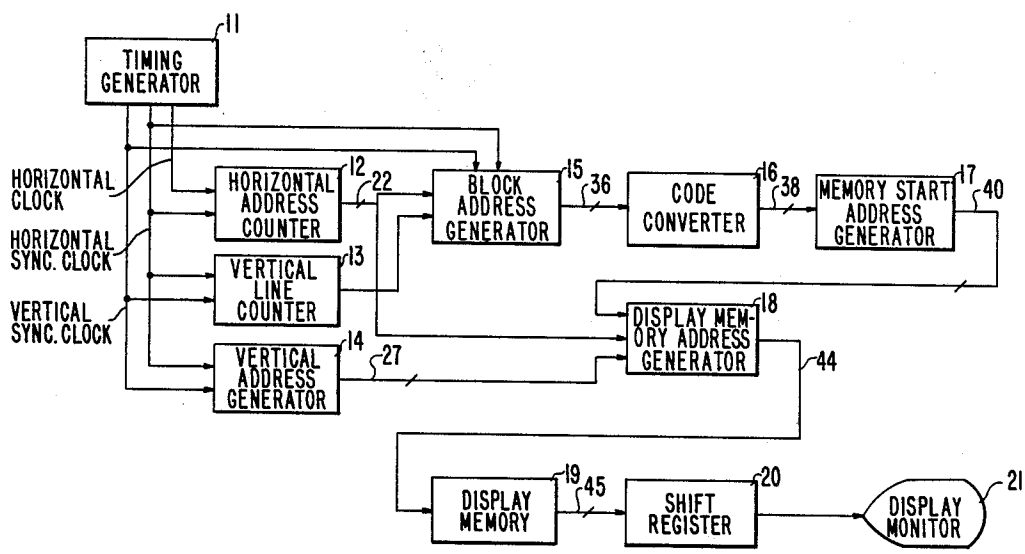 11
TIMING
GENERATOR
HORIZONTAL
CLOCK
HORIZONTAL
SYNC. CLOCK
VERTICAL
SYNC. CLOCK
12
HORIZONTAL
ADDRESS
COUNTER
22
13
VERTICAL
LINE
COUNTER
14
VERTICAL
ADDRESS
GENERATOR
27
15
BLOCK
ADDRESS
GENERATOR
36
16
CODE
CONVERTER
38
17
MEMORY START
ADDRESS
GENERATOR
40
18
DISPLAY MEM-
ORY ADDRESS
GENERATOR
44
19
DISPLAY
MEMORY
45
20
SHIFT
REGISTER
21
DISPLAY
MONITOR